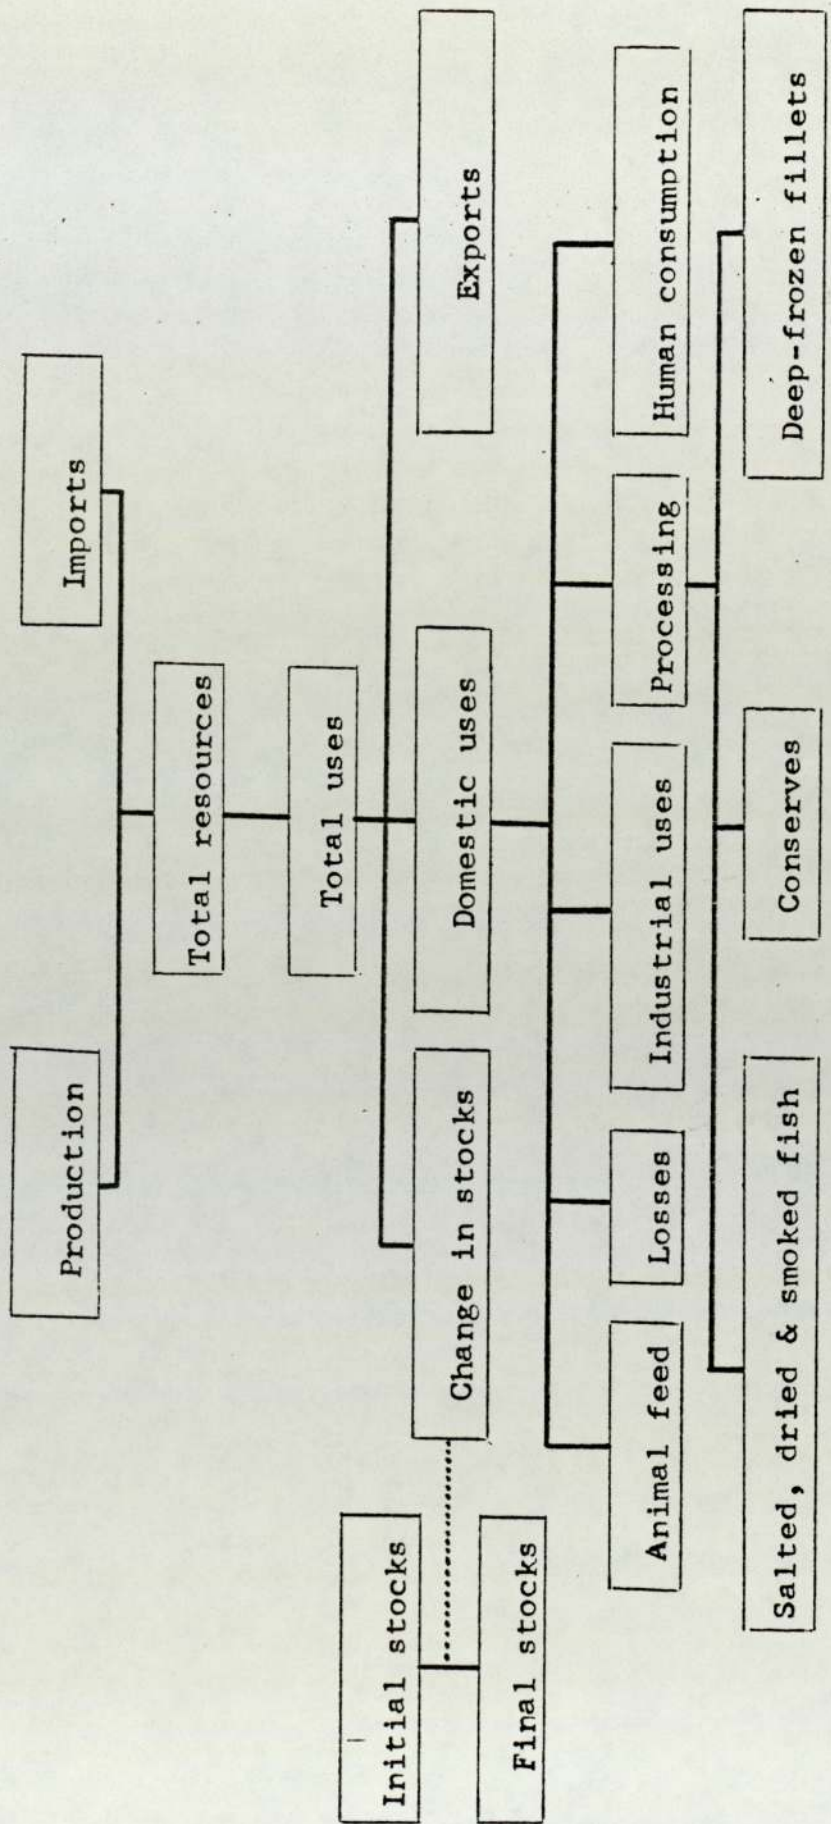 Production
Imports
Total resources
Total uses
Initial stocks
Final stocks
Change in stocks
Domestic uses
Exports
Animal feed
Losses
Industrial uses
Processing
Human consumption
Salted, dried & smoked fish
Conserves
Deep-frozen fillets